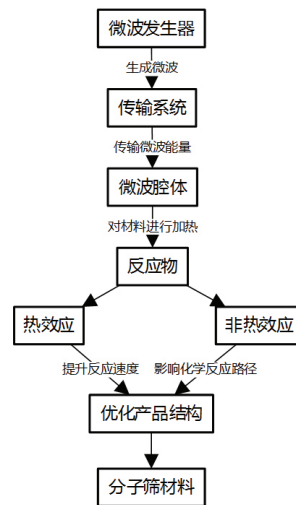 微波发生器
生成微波
传输系统
传输微波能量
微波腔体
对材料进行加热
反应物
热效应
非热效应
提升反应速度
影响化学反应路径
优化产品结构
分子筛材料